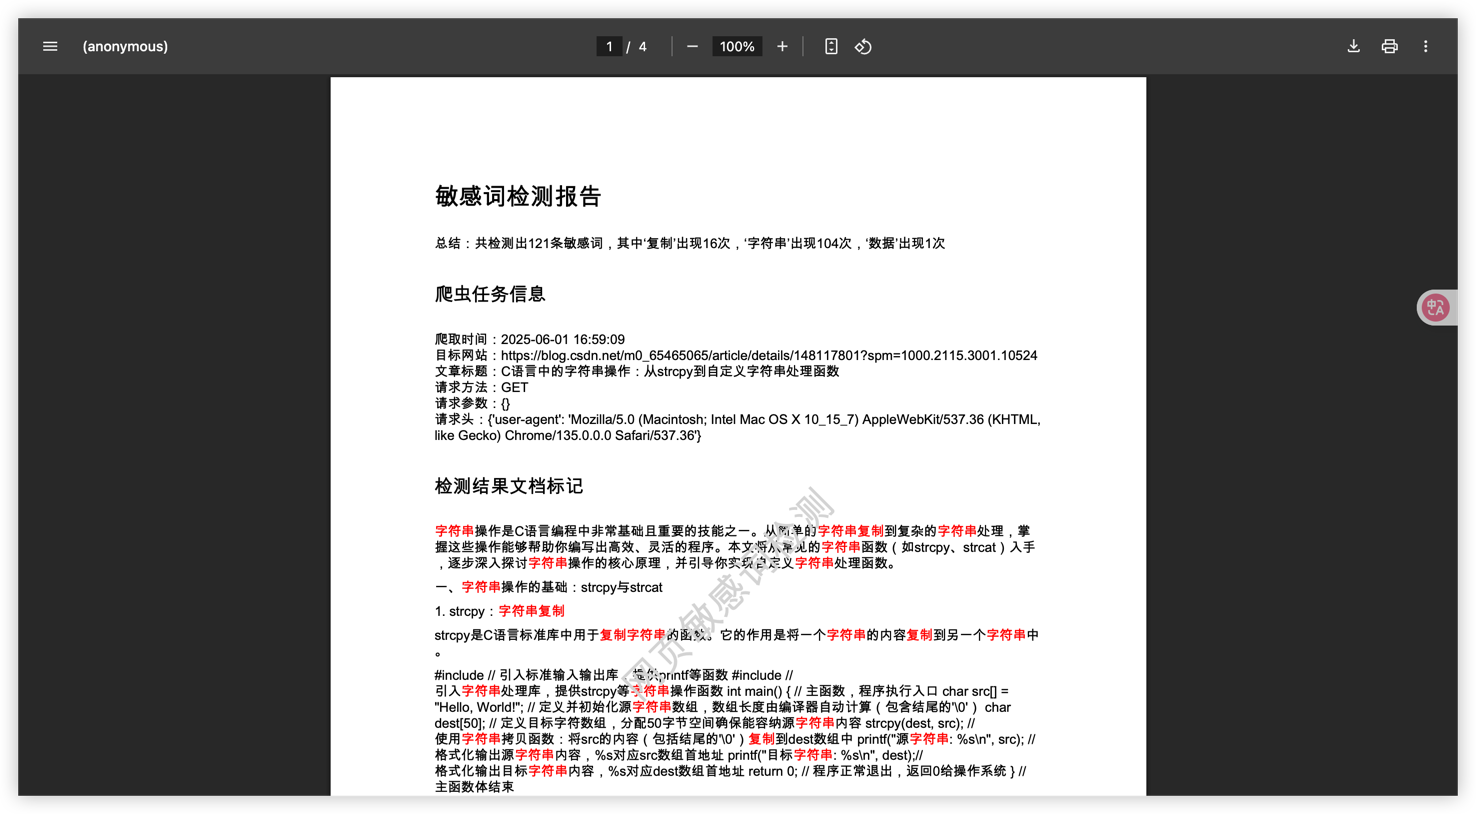 (anonymous)
1 / 4
100%
敏感词检测报告
总结：共检测出121条敏感词，其中‘复制’出现16次，‘字符串’出现104次，‘数据’出现1次
爬虫任务信息
爬取时间：2025-06-01 16:59:09
目标网站：https://blog.csdn.net/m0_65465065/article/details/148117801?spm=1000.2115.3001.10524
文章标题：C语言中的字符串操作：从strcpy到自定义字符串处理函数
请求方法：GET
请求参数：{}
请求头：{'user-agent': 'Mozilla/5.0 (Macintosh; Intel Mac OS X 10_15_7) AppleWebKit/537.36 (KHTML,
like Gecko) Chrome/135.0.0.0 Safari/537.36'}
检测结果文档标记
字符串操作是C语言编程中非常基础且重要的技能之一。从简单的字符串复制到复杂的字符串处理，掌
握这些操作能够帮助你编写出高效、灵活的程序。本文将从常见的字符串函数（如strcpy、strcat）入手
，逐步深入探讨字符串操作的核心原理，并引导你实现自定义字符串处理函数。
一、字符串操作的基础：strcpy与strcat
1. strcpy：字符串复制
strcpy是C语言标准库中用于复制字符串的函数。它的作用是将一个字符串的内容复制到另一个字符串中
。
#include // 引入标准输入输出库，提供printf等函数 #include //
引入字符串处理库，提供strcpy等字符串操作函数 int main() { // 主函数，程序执行入口 char src[] =
"Hello, World!"; // 定义并初始化源字符串数组，数组长度由编译器自动计算（包含结尾的'\0'） char
dest[50]; // 定义目标字符数组，分配50字节空间确保能容纳源字符串内容 strcpy(dest, src); //
使用字符串拷贝函数：将src的内容（包括结尾的'\0'）复制到dest数组中 printf("源字符串: %s\n", src); //
格式化输出源字符串内容，%s对应src数组首地址 printf("目标字符串: %s\n", dest);//
格式化输出目标字符串内容，%s对应dest数组首地址 return 0; // 程序正常退出，返回0给操作系统 } //
主函数体结束
网页敏感词检测
中
A